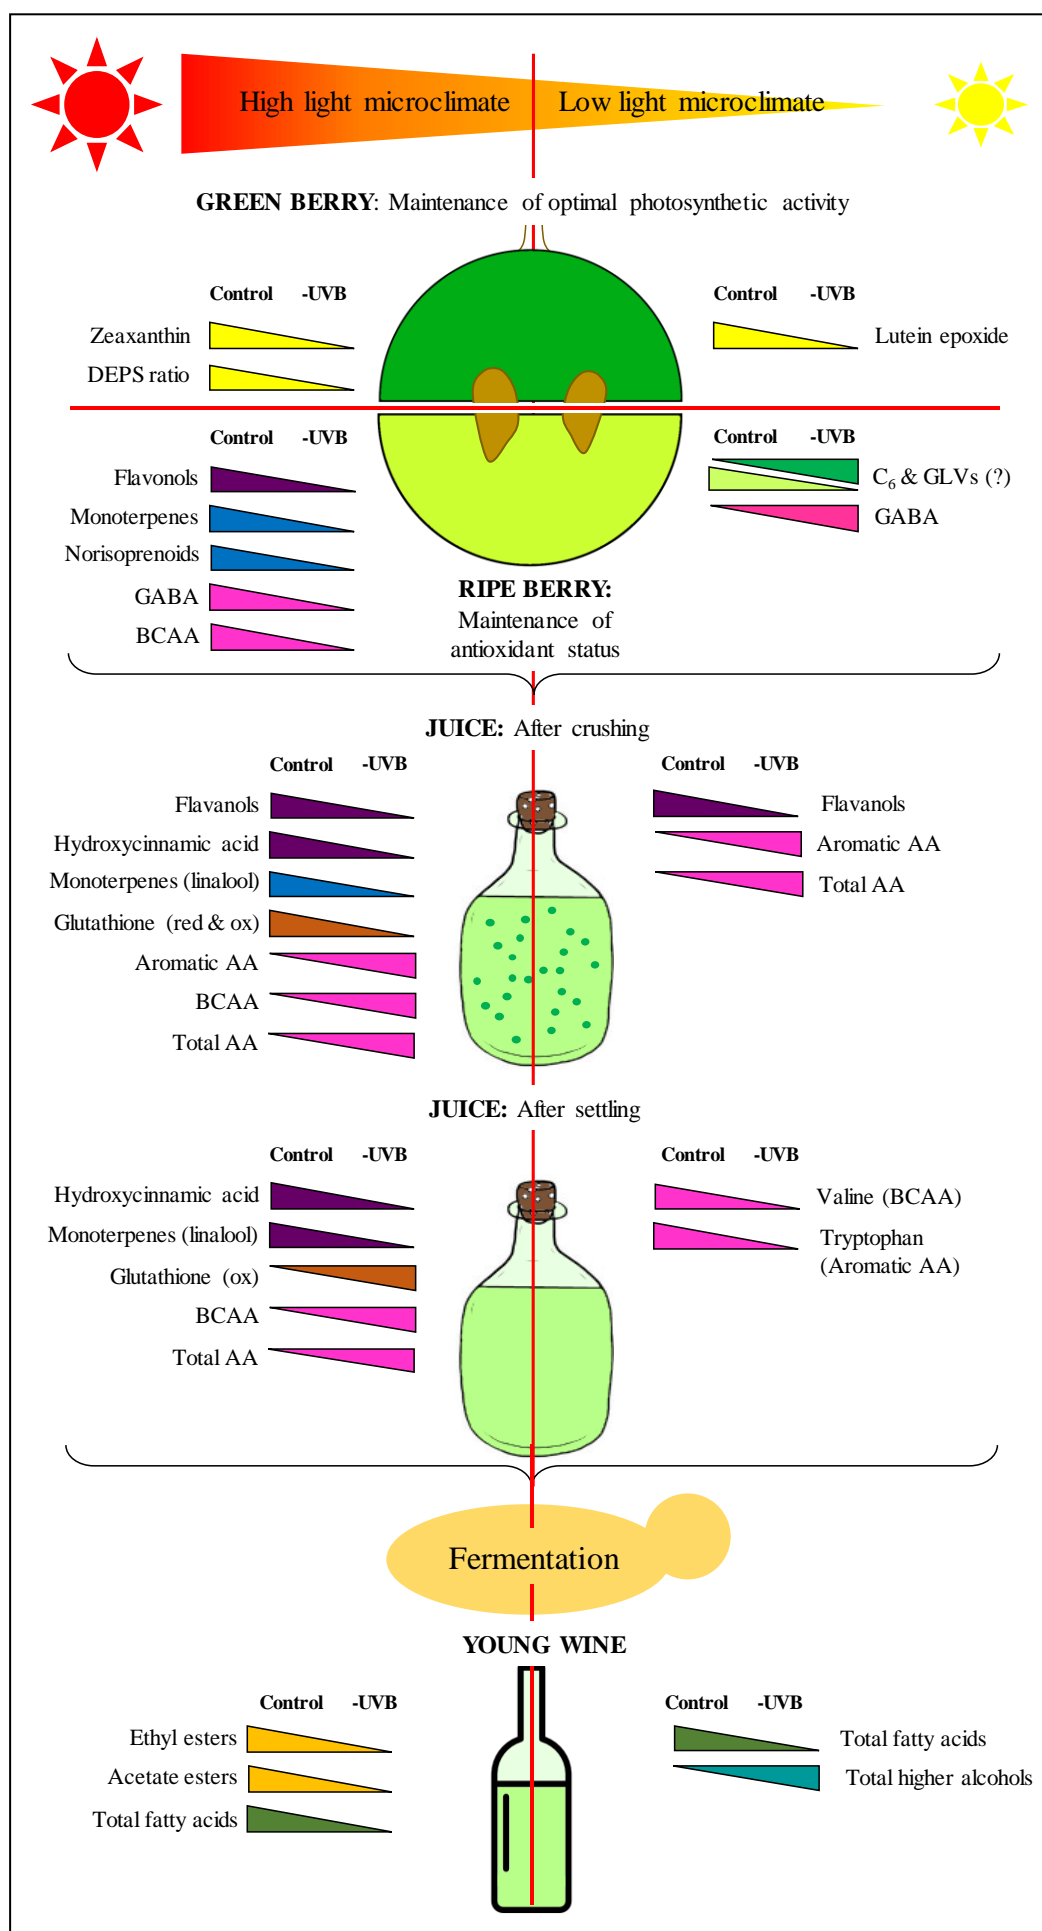 High light microclimate
Low light microclimate
GREEN BERRY: Maintenance of optimal photosynthetic activity
Control -UVB
Zeaxanthin
DEPS ratio
Control -UVB
Lutein epoxide
Control -UVB
Flavonols
Monoterpenes
Norisoprenoids
GABA
BCAA
Control -UVB
C6 & GLVs (?)
GABA
RIPE BERRY:
Maintenance of
antioxidant status
JUICE: After crushing
Control -UVB
Flavanols
Hydroxycinnamic acid
Monoterpenes (linalool)
Glutathione (red & ox)
Aromatic AA
BCAA
Total AA
Control -UVB
Flavanols
Aromatic AA
Total AA
JUICE: After settling
Control -UVB
Hydroxycinnamic acid
Monoterpenes (linalool)
Glutathione (ox)
BCAA
Total AA
Control -UVB
Valine (BCAA)
Tryptophan
(Aromatic AA)
Fermentation
YOUNG WINE
Control -UVB
Ethyl esters
Acetate esters
Total fatty acids
Control -UVB
Total fatty acids
Total higher alcohols